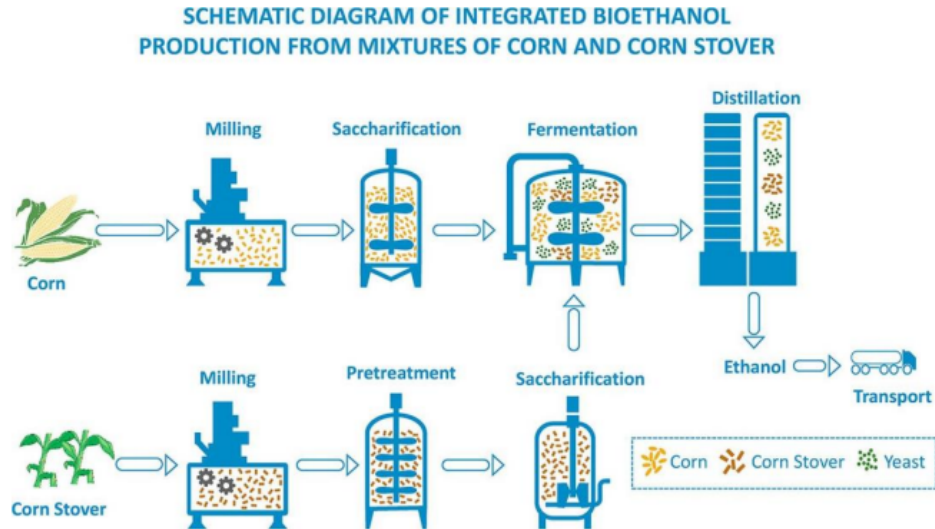 SCHEMATIC DIAGRAM OF INTEGRATED BIOETHANOL
PRODUCTION FROM MIXTURES OF CORN AND CORN STOVER
Distillation
Milling
Saccharification
Fermentation
Corn
Ethanol
Transport
Milling
Pretreatment
Saccharification
Corn Stover
Corn
Corn Stover
Yeast